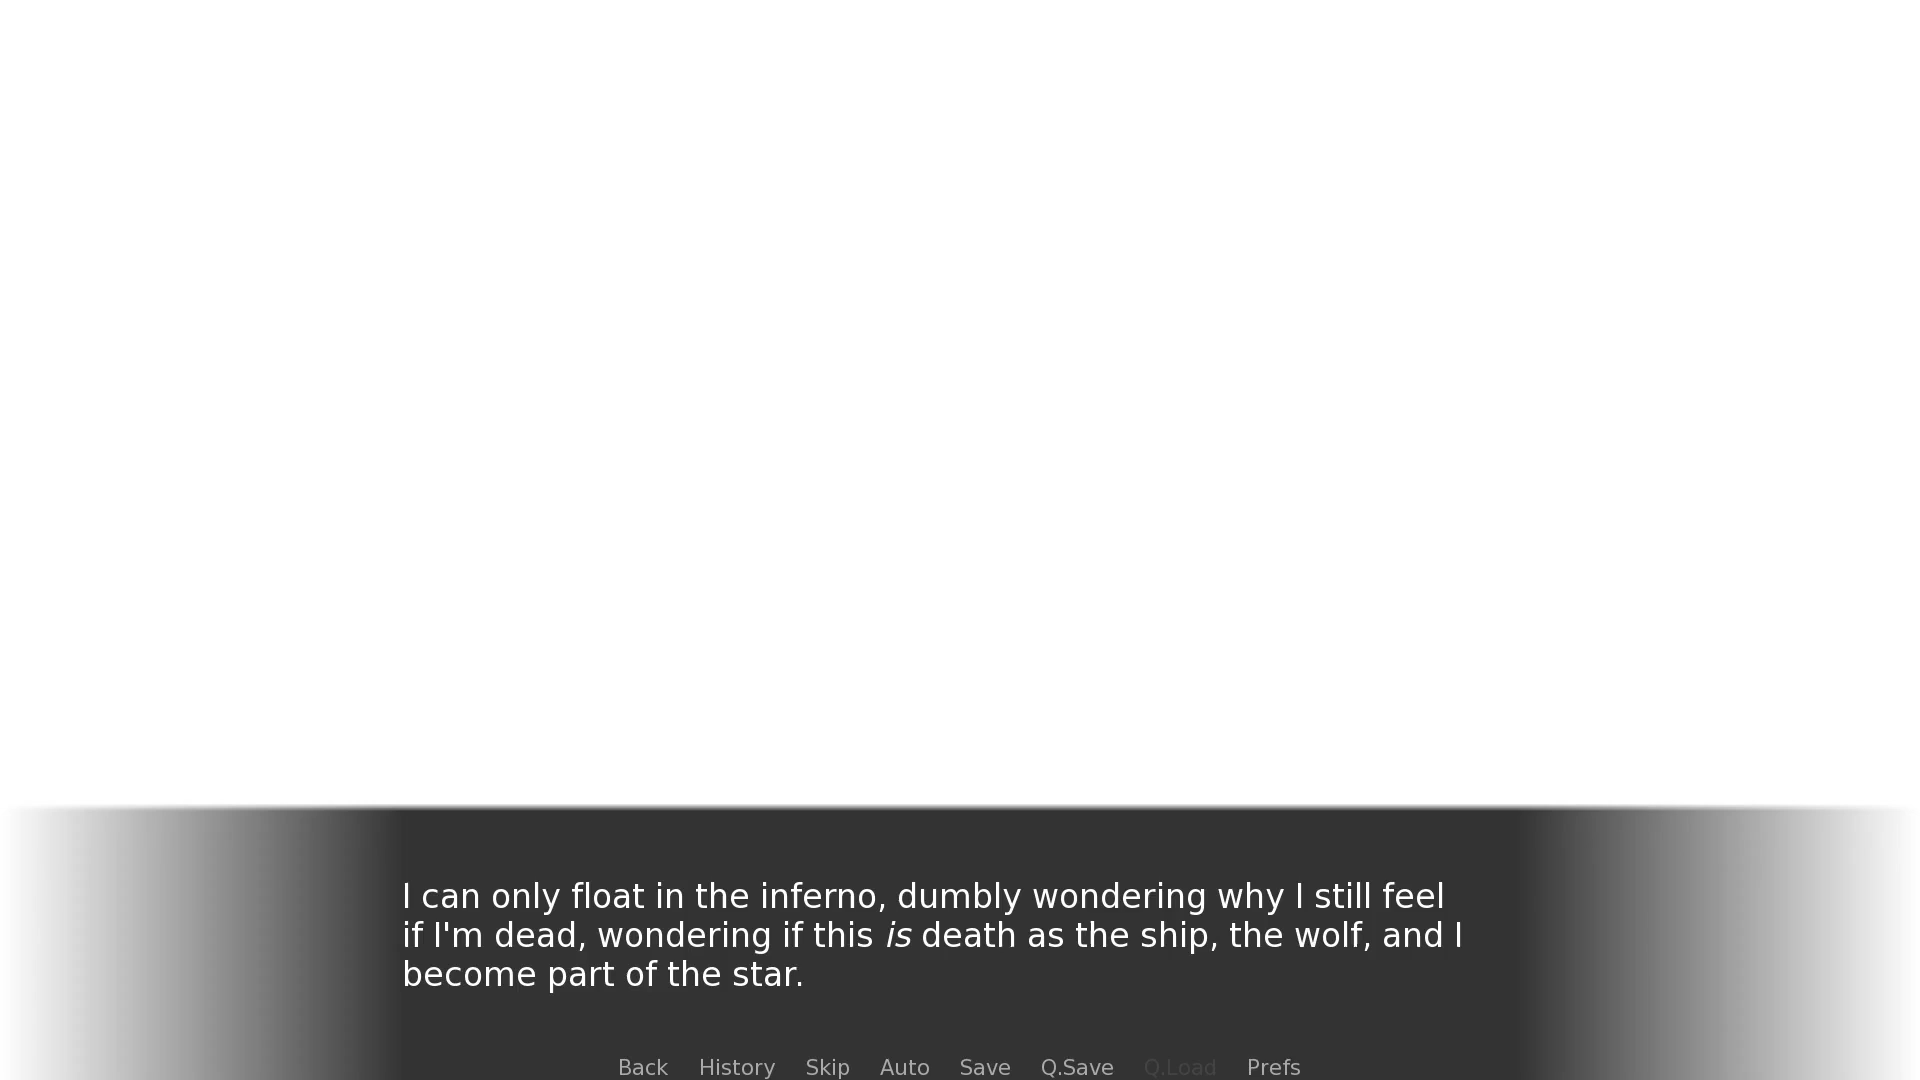 I can only float in the inferno, dumbly wondering why I still feel
if I'm dead, wondering if this is death as the ship, the wolf, and I
become part of the star.
Back History Skip Auto Save Q.Save Q.Load Prefs